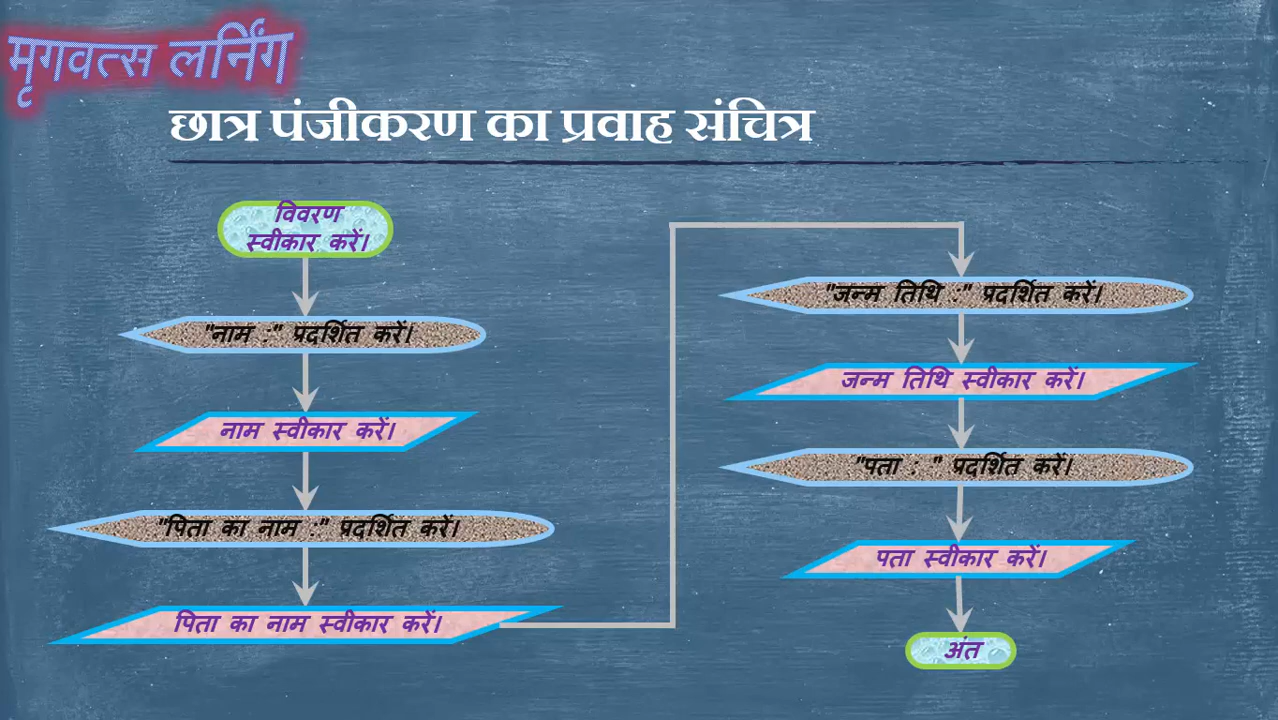 मृगवत्स लर्निंग
छात्र पंजीकरण का प्रवाह संचित्र
विवरण
स्वीकार करें।
"नाम :" प्रदर्शित करें।
नाम स्वीकार करें।
"पिता का नाम :" प्रदर्शित करें।
पिता का नाम स्वीकार करें।
"जन्म तिथि :" प्रदर्शित करें।
जन्म तिथि स्वीकार करें।
"पता : " प्रदर्शित करें।
पता स्वीकार करें।
अंत